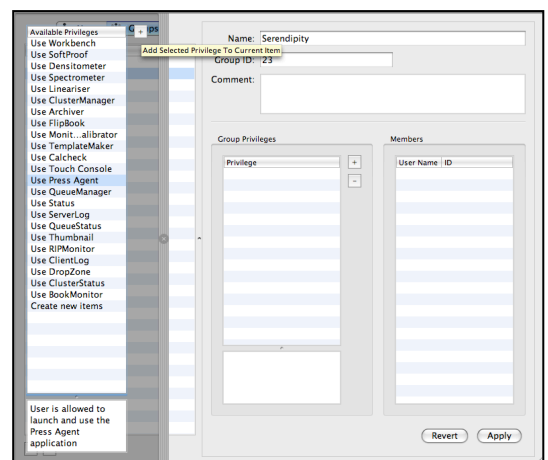 Available Privileges
+
Add Selected Privilege To Current Item
Use Workbench
Use SoftProof
Use Densitometer
Use Spectrometer
Use Lineariser
Use ClusterManager
Use Archiver
Use FlipBook
Use Monit...alibrator
Use TemplateMaker
Use Calcheck
Use Touch Console
Use Press Agent
Use QueueManager
Use Status
Use ServerLog
Use QueueStatus
Use Thumbnail
Use RIPMonitor
Use ClientLog
Use DropZone
Use ClusterStatus
Use BookMonitor
Create new items
User is allowed to
launch and use the
Press Agent
application
Name: Serendipity
Group ID: 23
Comment:
Group Privileges
Privilege
+
-
Members
User Name ID
Revert Apply